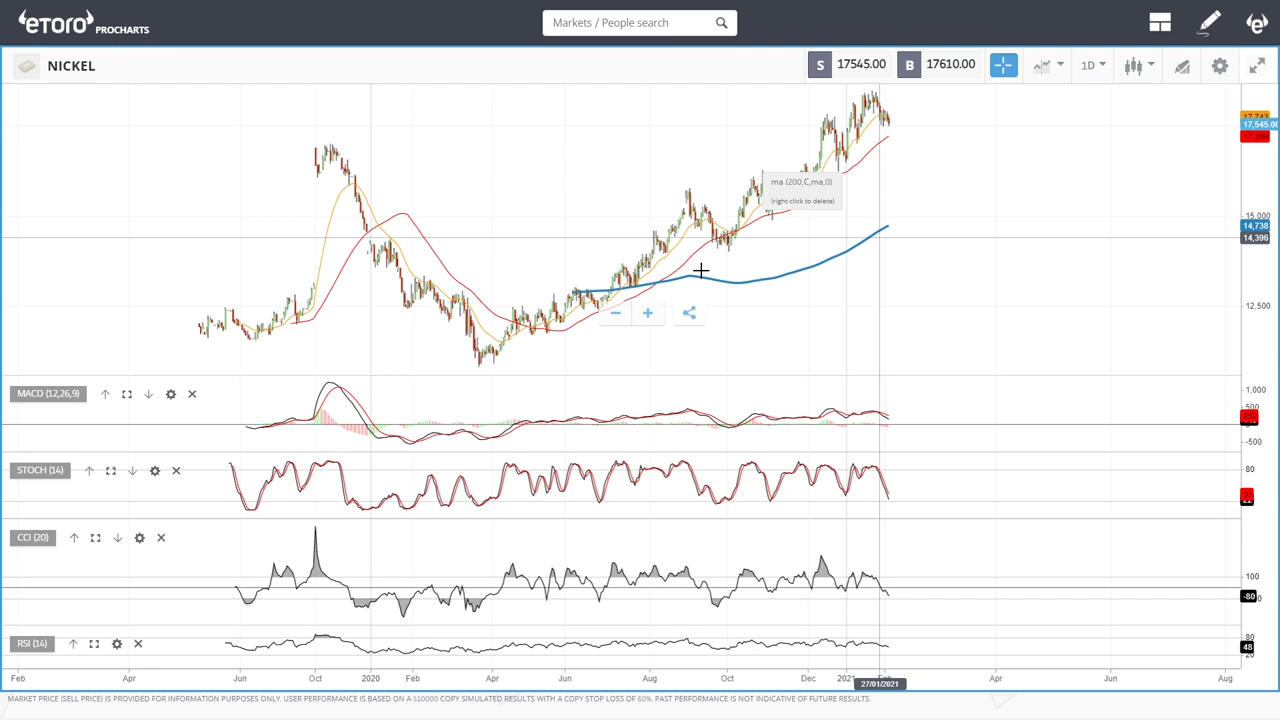 eToro PROCHARTS
Markets / People search
NICKEL
S 17545.00 B 17610.00
1D
17,545.00
ma (200,C,ma,0)
(right-click to delete)
15,000
14,738
14,396
12,500
MACD (12,26,9)
1,000
500
-500
STOCH (14)
80
CCI (20)
100
-80
RSI (14)
80
48
20
Feb Apr Jun Oct 2020 Feb Apr Jun Aug Oct Dec 2021 Feb Apr Jun Aug
27/01/2021
MARKET PRICE (SELL PRICE) IS PROVIDED FOR INFORMATION PURPOSES ONLY. USER PERFORMANCE IS BASED ON A $10000 COPY SIMULATED RESULTS WITH A COPY STOP LOSS OF 60%. PAST PERFORMANCE IS NOT INDICATIVE OF FUTURE RESULTS.